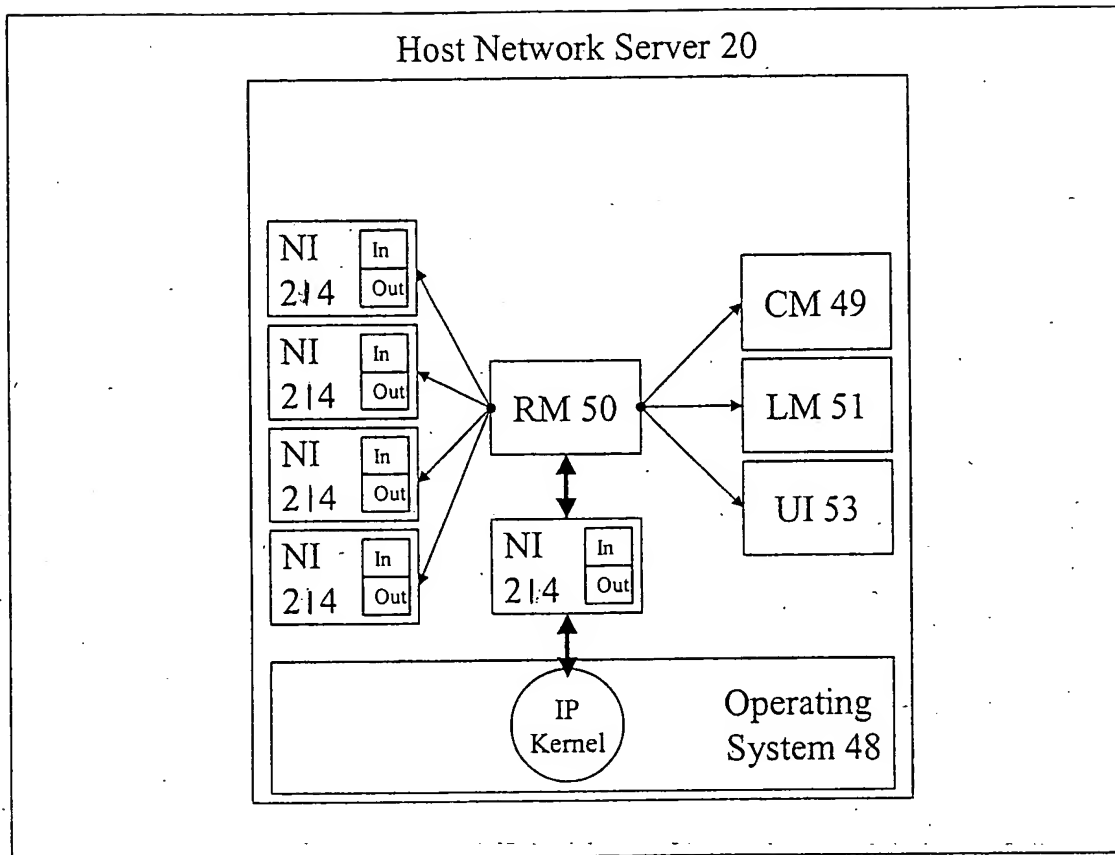 Host Network Server 20
NI
214
In
Out
NI
214
In
Out
NI
214
In
Out
NI
214
In
Out
RM 50
NI
214
In
Out
CM 49
LM 51
UI 53
IP
Kernel
Operating
System 48